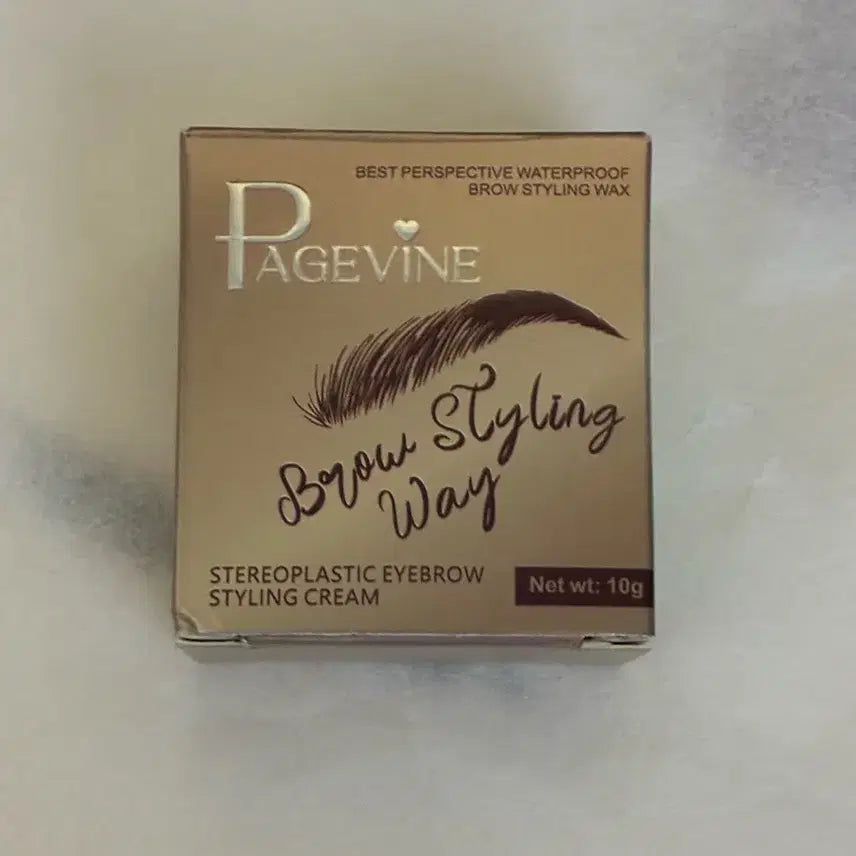 BEST PERSPECTIVE WATERPROOF
BROW STYLING WAX
PAGEVINE
Brow Styling
Way
STEREOPLASTIC EYEBROW
STYLING CREAM
Net wt: 10g